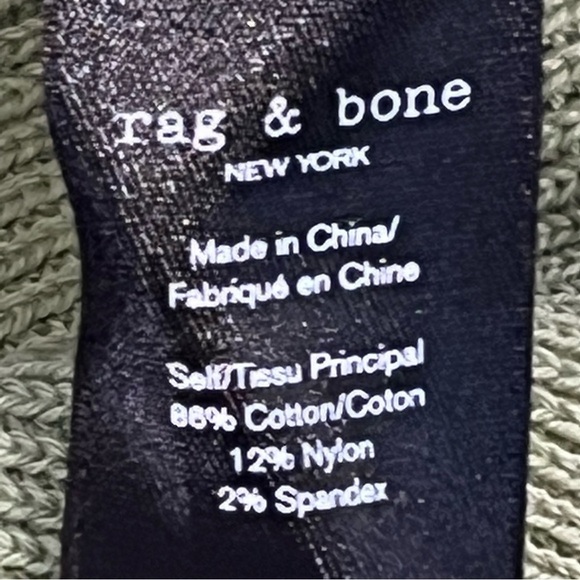 rag & bone
NEW YORK
Made in China/
Fabriqué en Chine
Self/Tissu Principal
86% Cotton/Coton
12% Nylon
2% Spandex